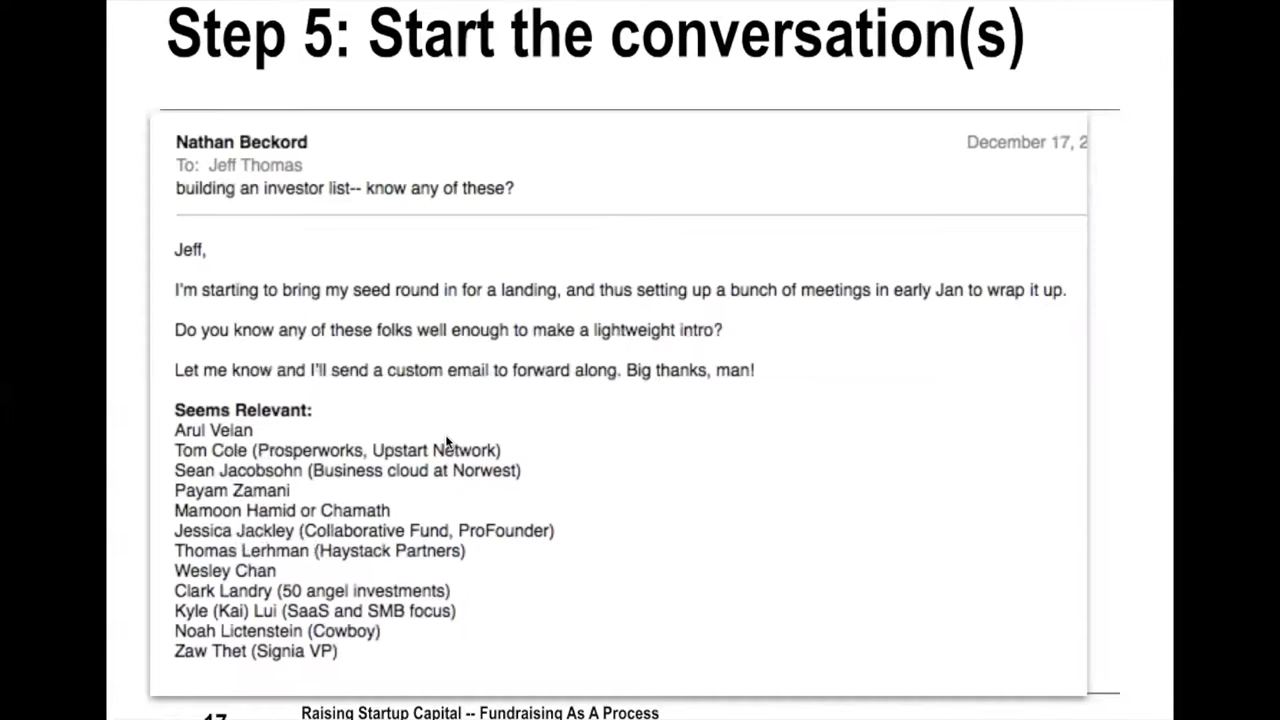 Step 5: Start the conversation(s)
Nathan Beckord
December 17, 2
To: Jeff Thomas
building an investor list-- know any of these?
Jeff,
I'm starting to bring my seed round in for a landing, and thus setting up a bunch of meetings in early Jan to wrap it up.
Do you know any of these folks well enough to make a lightweight intro?
Let me know and I'll send a custom email to forward along. Big thanks, man!
Seems Relevant:
Arul Velan
Tom Cole (Prosperworks, Upstart Network)
Sean Jacobsohn (Business cloud at Norwest)
Payam Zamani
Mamoon Hamid or Chamath
Jessica Jackley (Collaborative Fund, ProFounder)
Thomas Lerhman (Haystack Partners)
Wesley Chan
Clark Landry (50 angel investments)
Kyle (Kai) Lui (SaaS and SMB focus)
Noah Lictenstein (Cowboy)
Zaw Thet (Signia VP)
17
Raising Startup Capital -- Fundraising As A Process